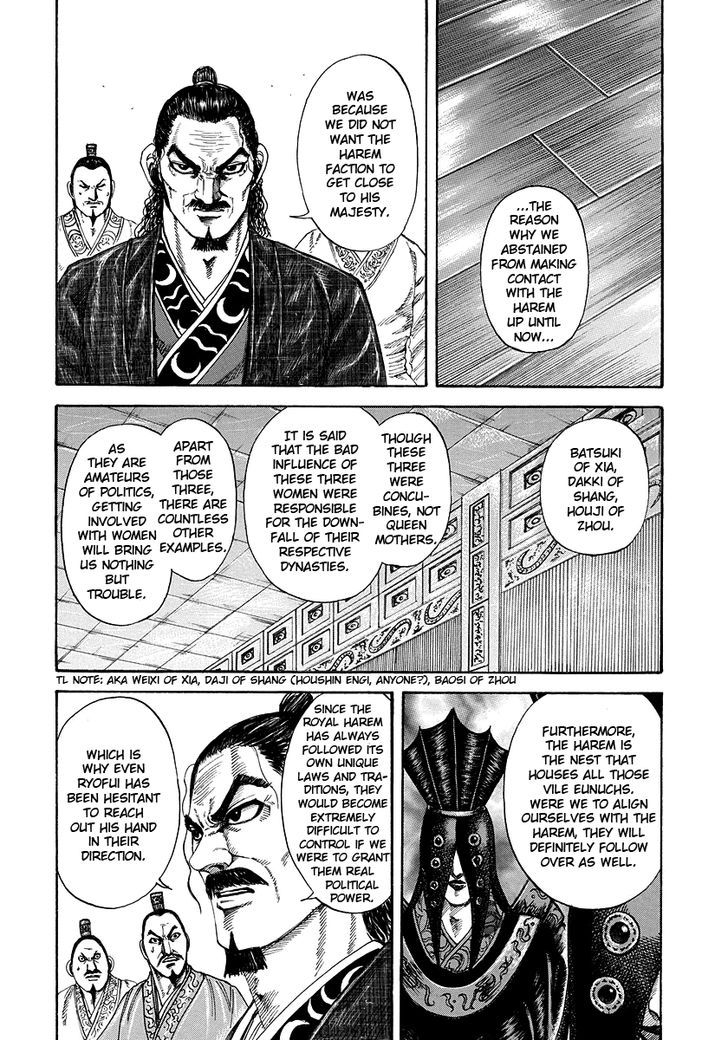 ...THE
REASON
WHY WE
ABSTAINED
FROM MAKING
CONTACT
WITH THE
HAREM
UP UNTIL
NOW...
WAS
BECAUSE
WE DID NOT
WANT THE
HAREM
FACTION TO
GET CLOSE
TO HIS
MAJESTY.
BATSUKI
OF XIA,
DAKKI OF
SHANG,
HOUJI OF
ZHOU.
THOUGH
THESE
THREE
WERE
CONCU-
BINES, NOT
QUEEN
MOTHERS.
IT IS SAID
THAT THE BAD
INFLUENCE OF
THESE THREE
WOMEN WERE
RESPONSIBLE
FOR THE DOWN-
FALL OF THEIR
RESPECTIVE
DYNASTIES.
APART
FROM
THOSE
THREE,
THERE ARE
COUNTLESS
OTHER
EXAMPLES.
AS
THEY ARE
AMATEURS
OF POLITICS,
GETTING
INVOLVED
WITH WOMEN
WILL BRING
US NOTHING
BUT
TROUBLE.
TL NOTE: AKA WEIXI OF XIA, DAJI OF SHANG (HOUSHIN ENGI, ANYONE?), BAOSI OF ZHOU
FURTHERMORE,
THE HAREM IS
THE NEST THAT
HOUSES ALL THOSE
VILE EUNUCHS.
WERE WE TO ALIGN
OURSELVES WITH THE
HAREM, THEY WILL
DEFINITELY FOLLOW
OVER AS WELL.
SINCE THE
ROYAL HAREM
HAS ALWAYS
FOLLOWED ITS
OWN UNIQUE
LAWS AND TRA-
DITIONS, THEY
WOULD BECOME
EXTREMELY
DIFFICULT TO
CONTROL IF WE
WERE TO GRANT
THEM REAL
POLITICAL
POWER.
WHICH IS
WHY EVEN
RYOFUI HAS
BEEN HESITANT
TO REACH
OUT HIS HAND
IN THEIR
DIRECTION.